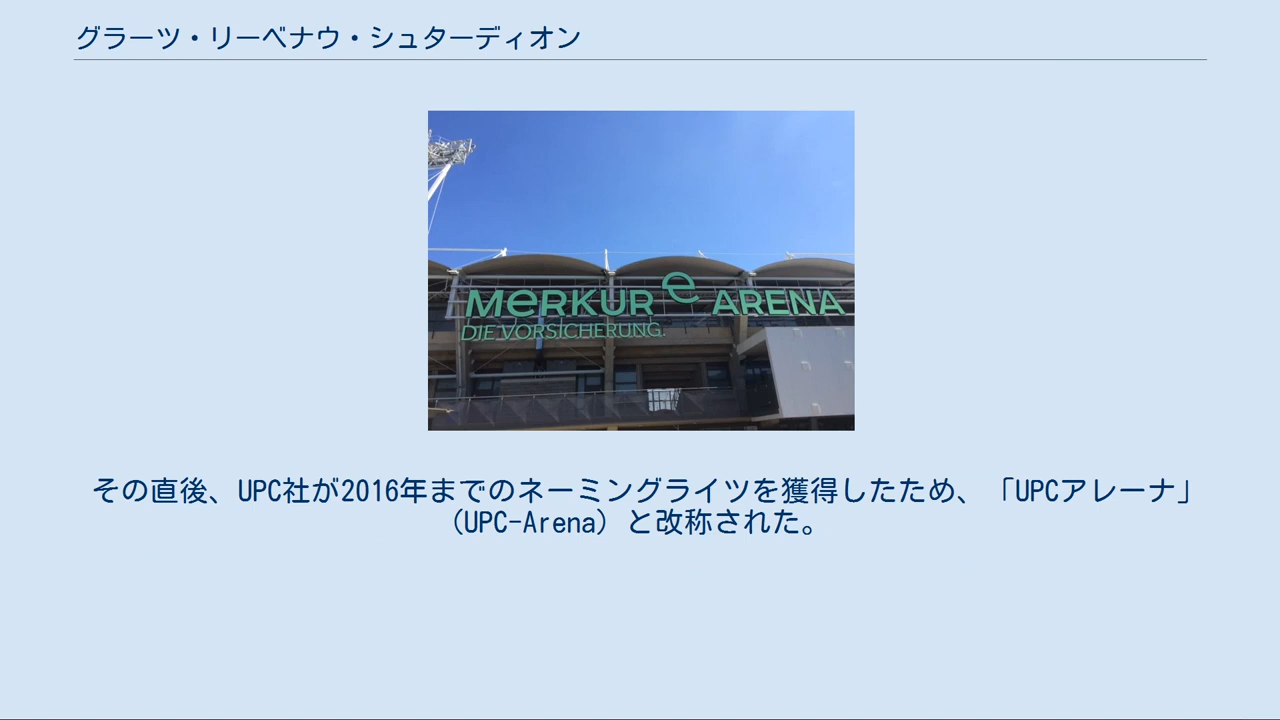 グラーツ・リーベナウ・シュターディオン
MERKUR e ARENA
DIE VORSICHERUNG.
その直後、UPC社が2016年までのネーミングライツを獲得したため、「UPCアレーナ」
(UPC-Arena) と改称された。